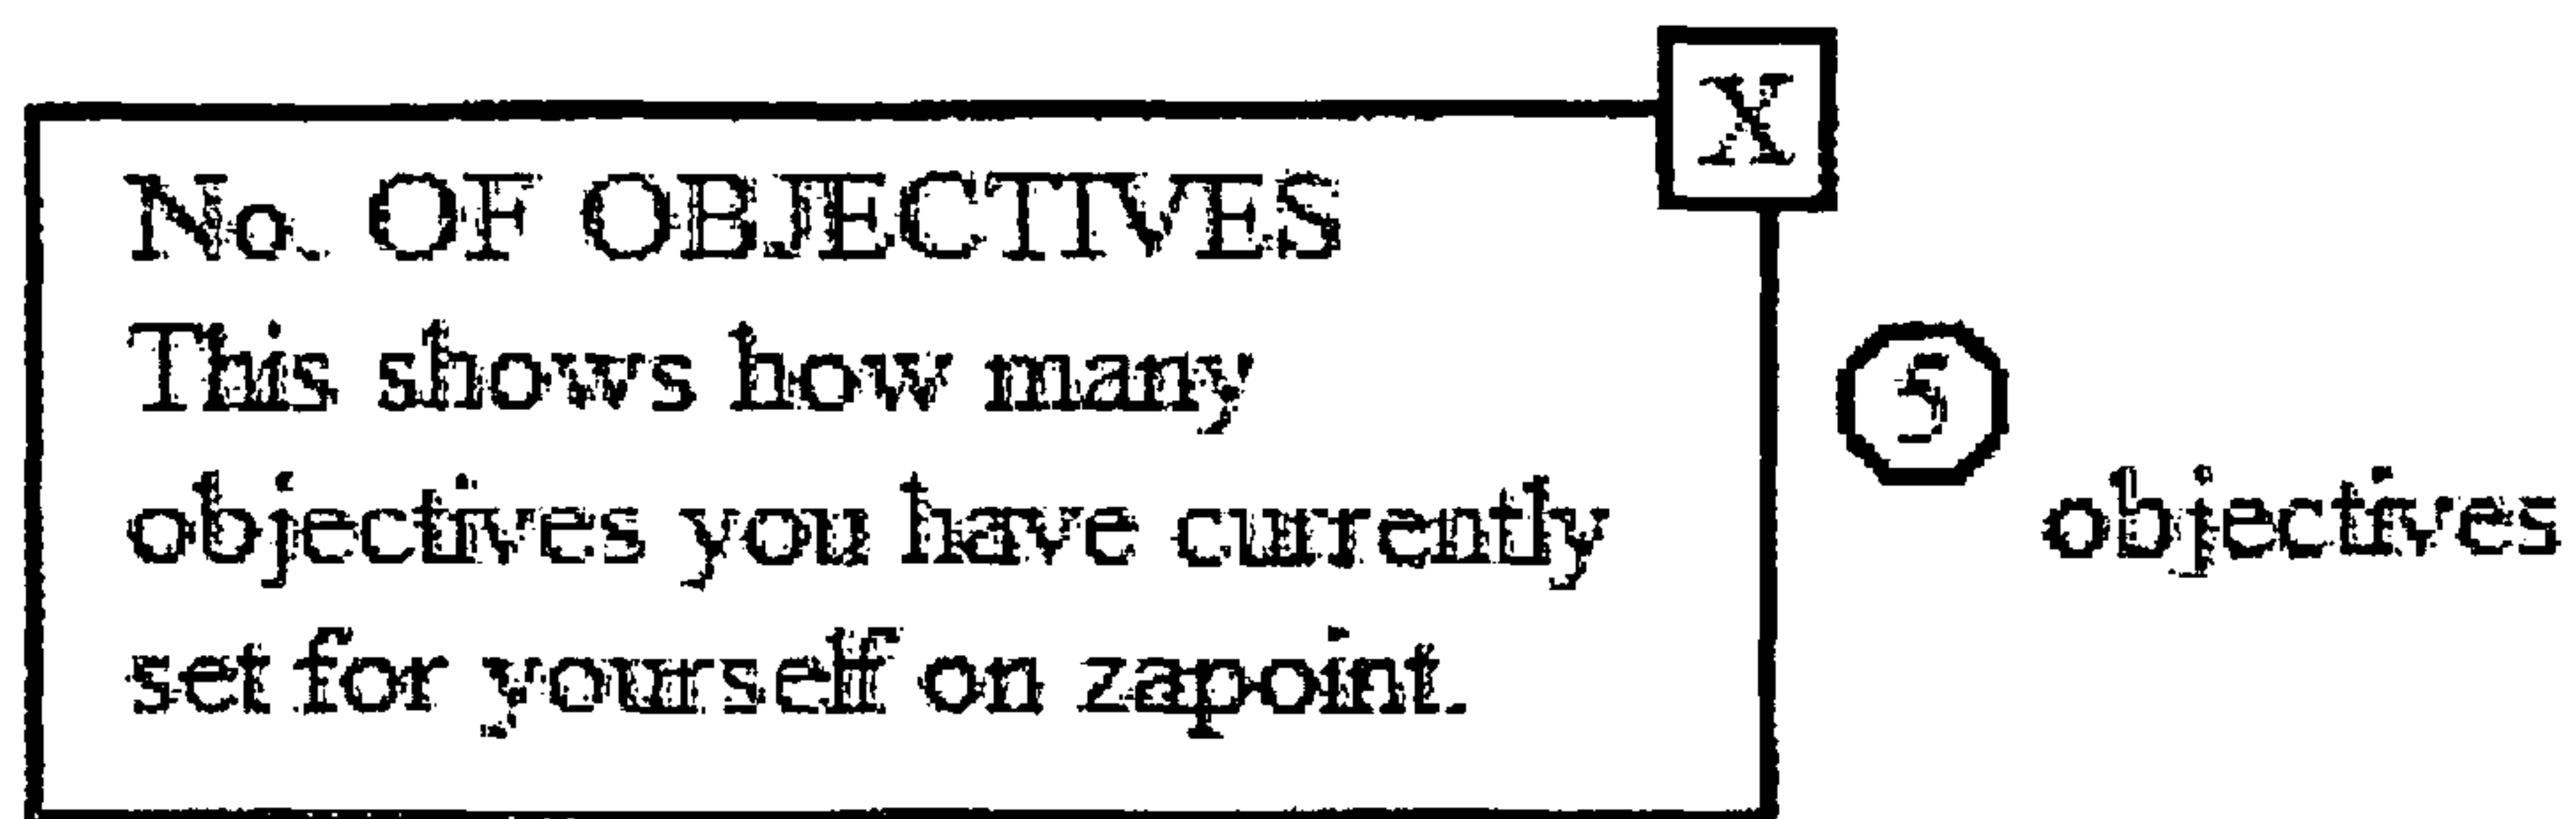 X
No. OF OBJECTIVES
This shows how many
objectives you have currently
set for yourself on zapoint.
5
objectives